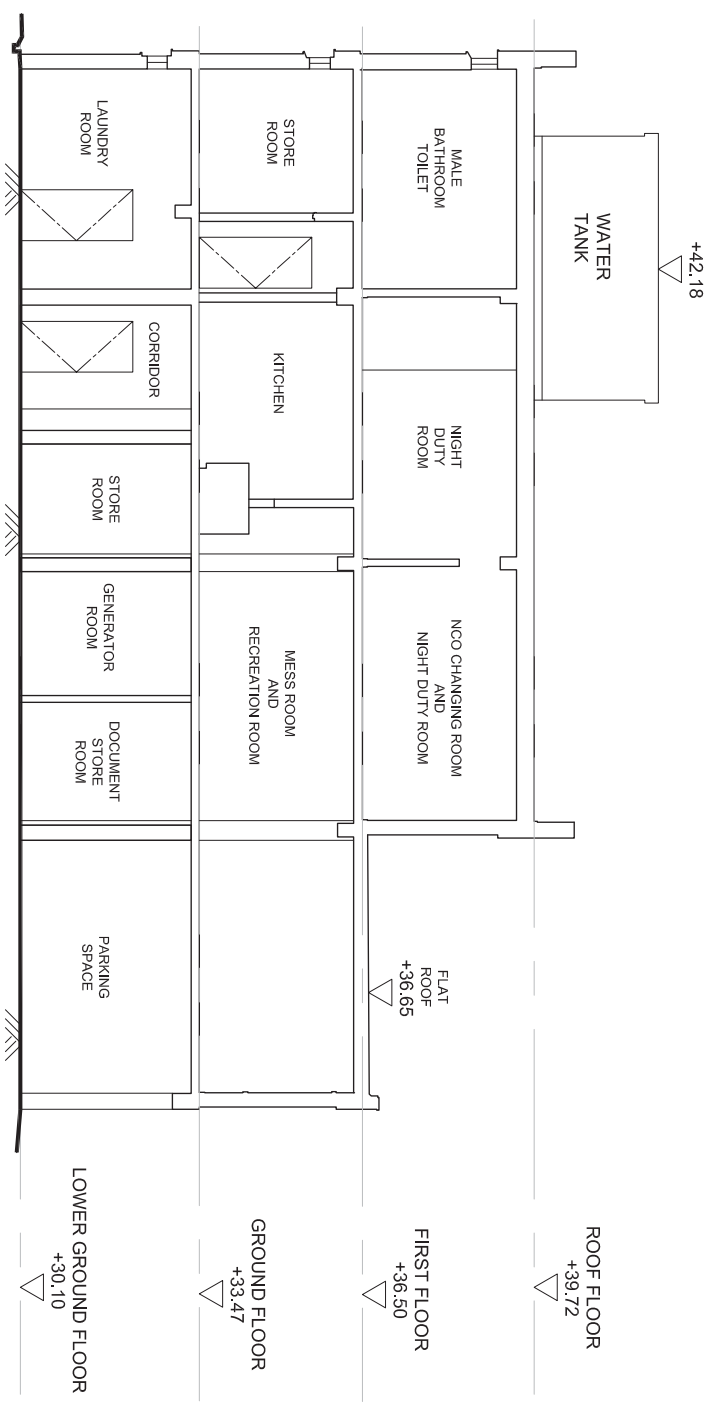 +42.18
WATER
TANK
ROOF FLOOR
+39.72
MALE
BATHROOM
TOILET
NIGHT
DUTY
ROOM
NCO CHANGING ROOM
AND
NIGHT DUTY ROOM
FLAT
ROOF
+36.65
FIRST FLOOR
+36.50
STORE
ROOM
KITCHEN
MESS ROOM
AND
RECREATION ROOM
GROUND FLOOR
+33.47
LAUNDRY
ROOM
CORRIDOR
STORE
ROOM
GENERATOR
ROOM
DOCUMENT
STORE
ROOM
PARKING
SPACE
LOWER GROUND FLOOR
+30.10